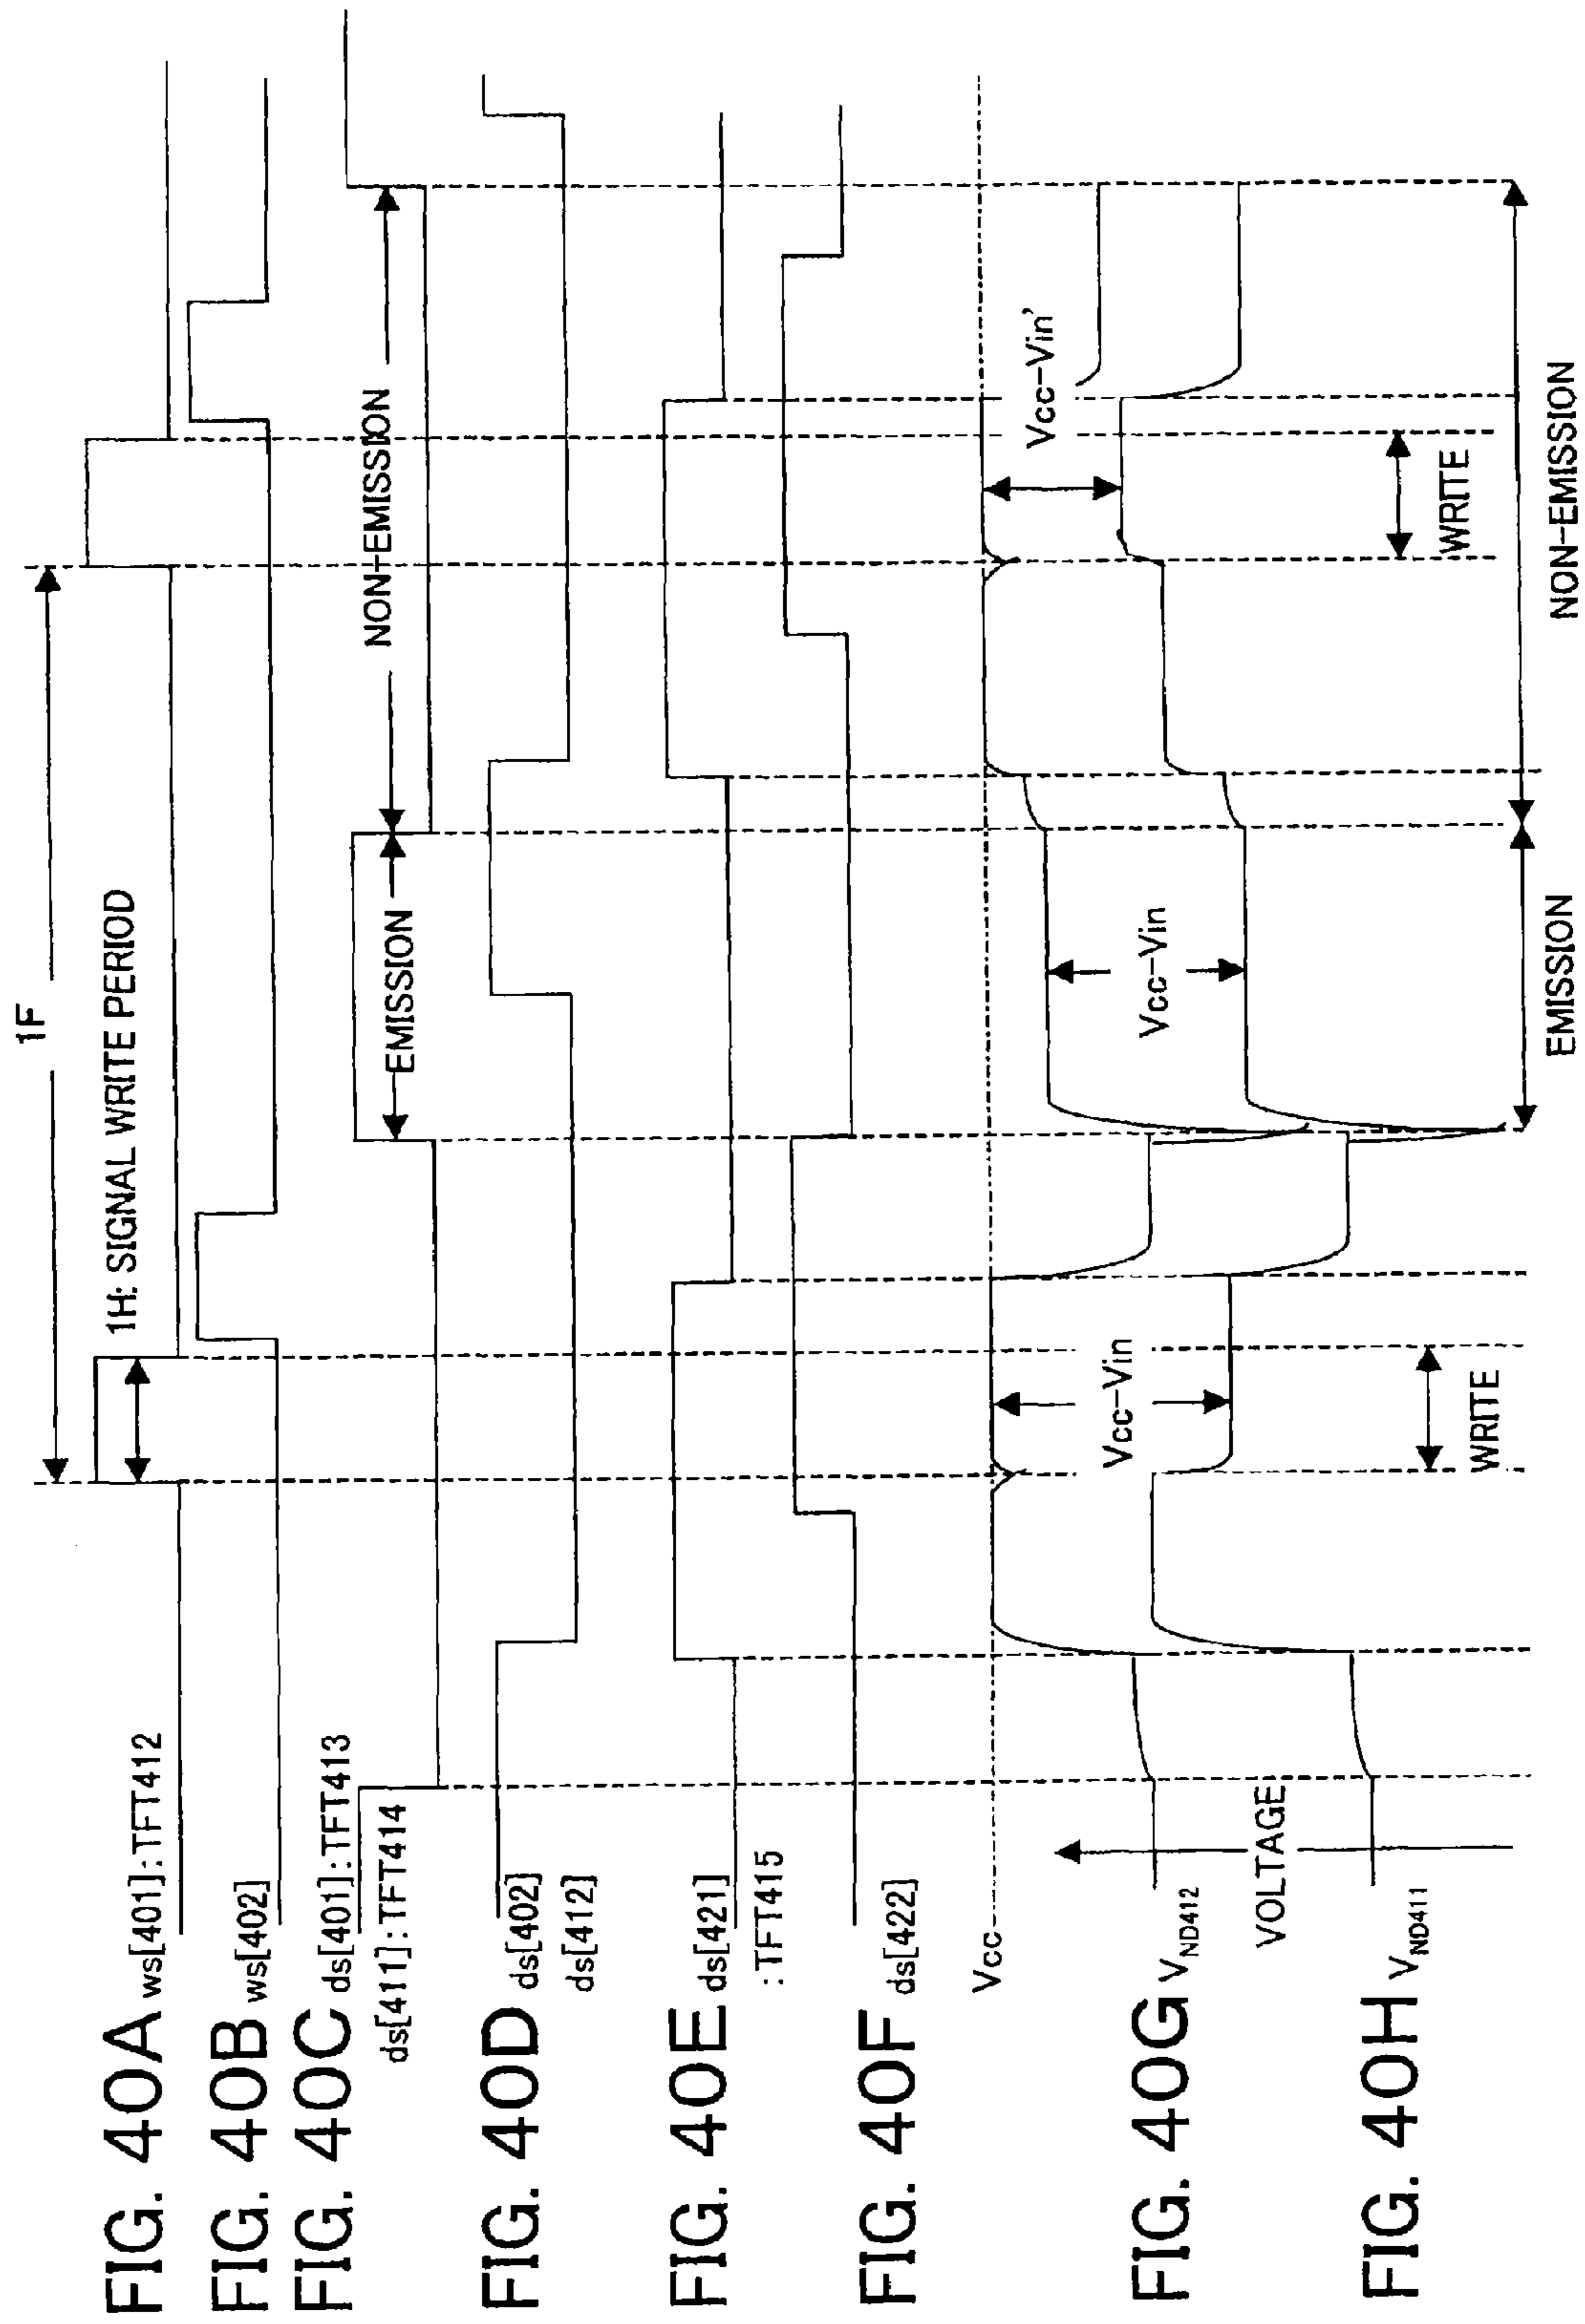 1F
1H: SIGNAL WRITE PERIOD
FIG. 40A ws[401]:TFT412
FIG. 40B ws[402]
FIG. 40C ds[401]:TFT413
ds[411]:TFT414
EMISSION
NON-EMISSION
FIG. 40D ds[402]
ds[412]
FIG. 40E ds[421]
:TFT415
FIG. 40F ds[422]
Vcc
Vcc-Vin
Vcc-Vin
Vcc-Vin'
FIG. 40G VND412
VOLTAGE
FIG. 40H VND411
WRITE
WRITE
EMISSION
NON-EMISSION